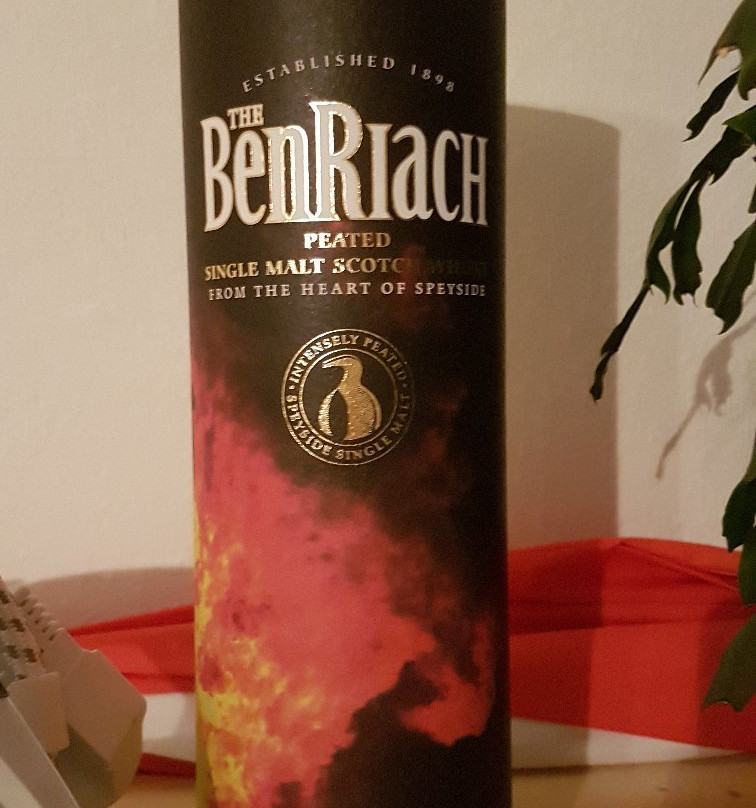 ESTABLISHED 1898
THE
BenRiach
PEATED
SINGLE MALT SCOTCH WHISKY
FROM THE HEART OF SPEYSIDE
· INTENSELY PEATED ·
SPEYSIDE SINGLE MALT